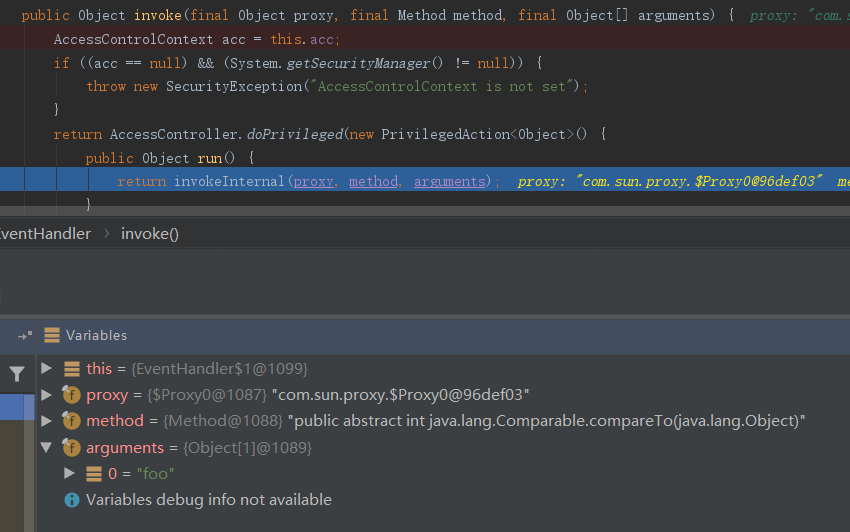 public Object invoke(final Object proxy, final Method method, final Object[] arguments) { proxy: "com.s
AccessControlContext acc = this.acc;
if ((acc == null) && (System.getSecurityManager() != null)) {
throw new SecurityException("AccessControlContext is not set");
}
return AccessController.doPrivileged(new PrivilegedAction<Object>() {
public Object run() {
return invokeInternal(proxy, method, arguments); proxy: "com.sun.proxy.$Proxy0@96def03" me
}
EventHandler › invoke()
Variables
this = {EventHandler$1@1099}
proxy = {$Proxy0@1087} "com.sun.proxy.$Proxy0@96def03"
method = {Method@1088} "public abstract int java.lang.Comparable.compareTo(java.lang.Object)"
arguments = {Object[1]@1089}
0 = "foo"
Variables debug info not available